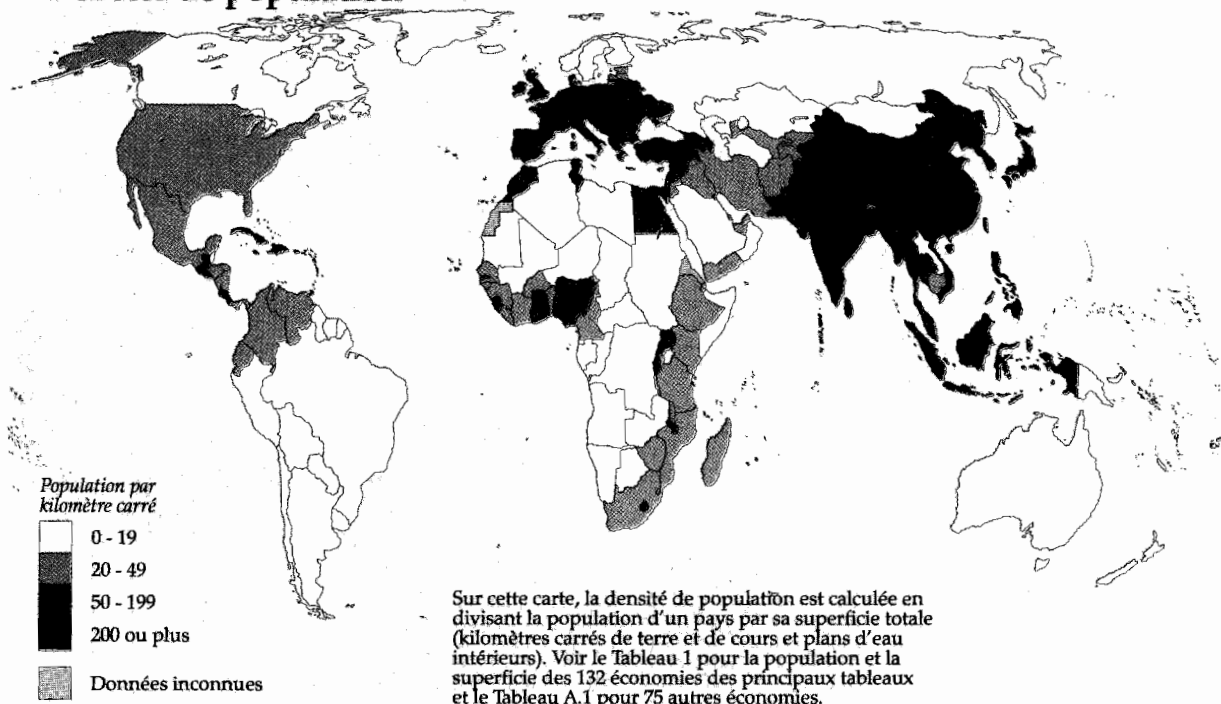 Population par
kilomètre carré
0 - 19
20 - 49
50 - 199
200 ou plus
Données inconnues
Sur cette carte, la densité de population est calculée en
divisant la population d'un pays par sa superficie totale
(kilomètres carrés de terre et de cours et plans d'eau
intérieurs). Voir le Tableau 1 pour la population et la
superficie des 132 économies des principaux tableaux
et le Tableau A.1 pour 75 autres économies.